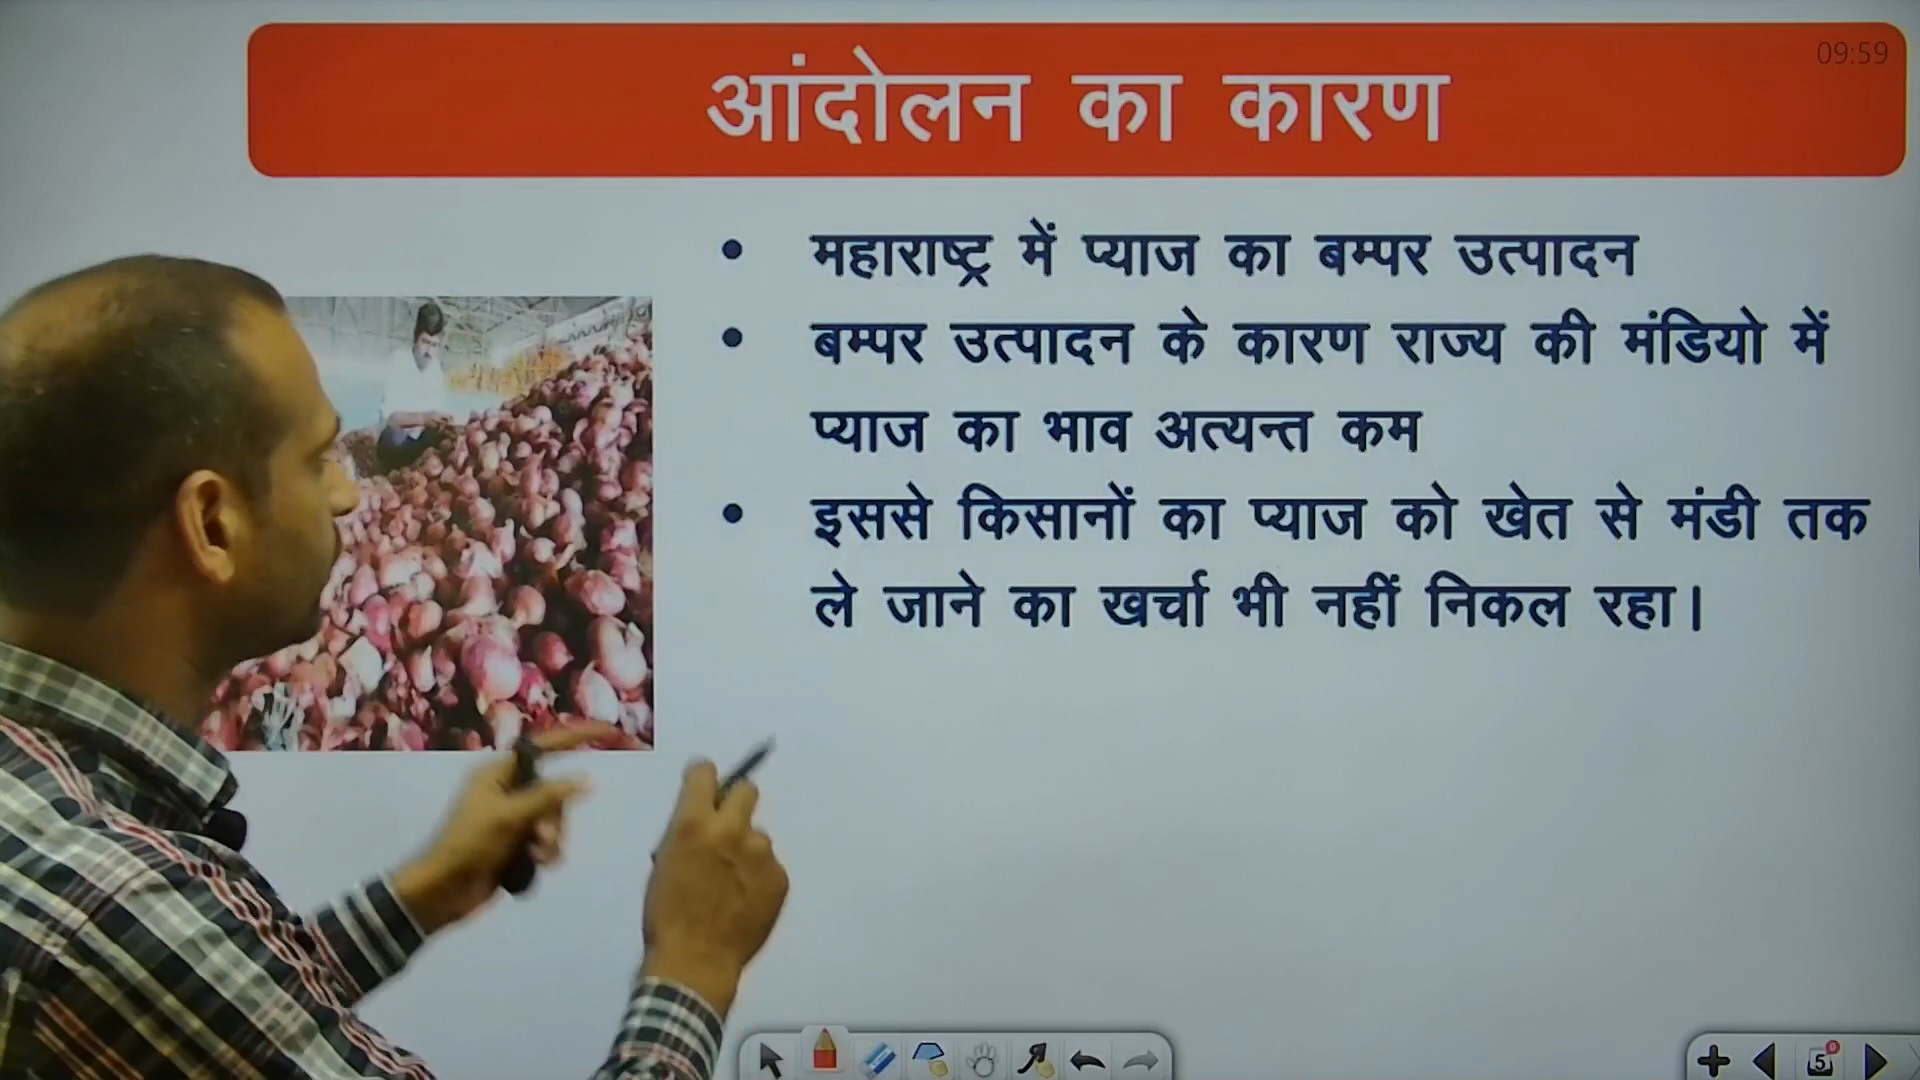 09:59
आंदोलन का कारण
• महाराष्ट्र में प्याज का बम्पर उत्पादन
• बम्पर उत्पादन के कारण राज्य की मंडियो में
प्याज का भाव अत्यन्त कम
• इससे किसानों का प्याज को खेत से मंडी तक
ले जाने का खर्चा भी नहीं निकल रहा।
5